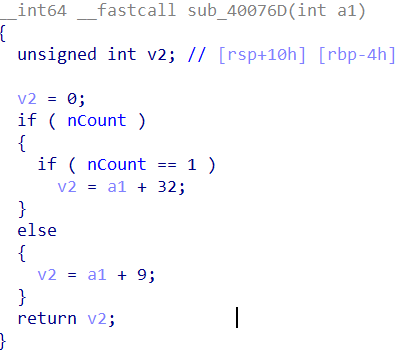 __int64 __fastcall sub_40076D(int a1)
{
  unsigned int v2; // [rsp+10h] [rbp-4h]

  v2 = 0;
  if ( nCount )
  {
    if ( nCount == 1 )
      v2 = a1 + 32;
  }
  else
  {
    v2 = a1 + 9;
  }
  return v2;
}